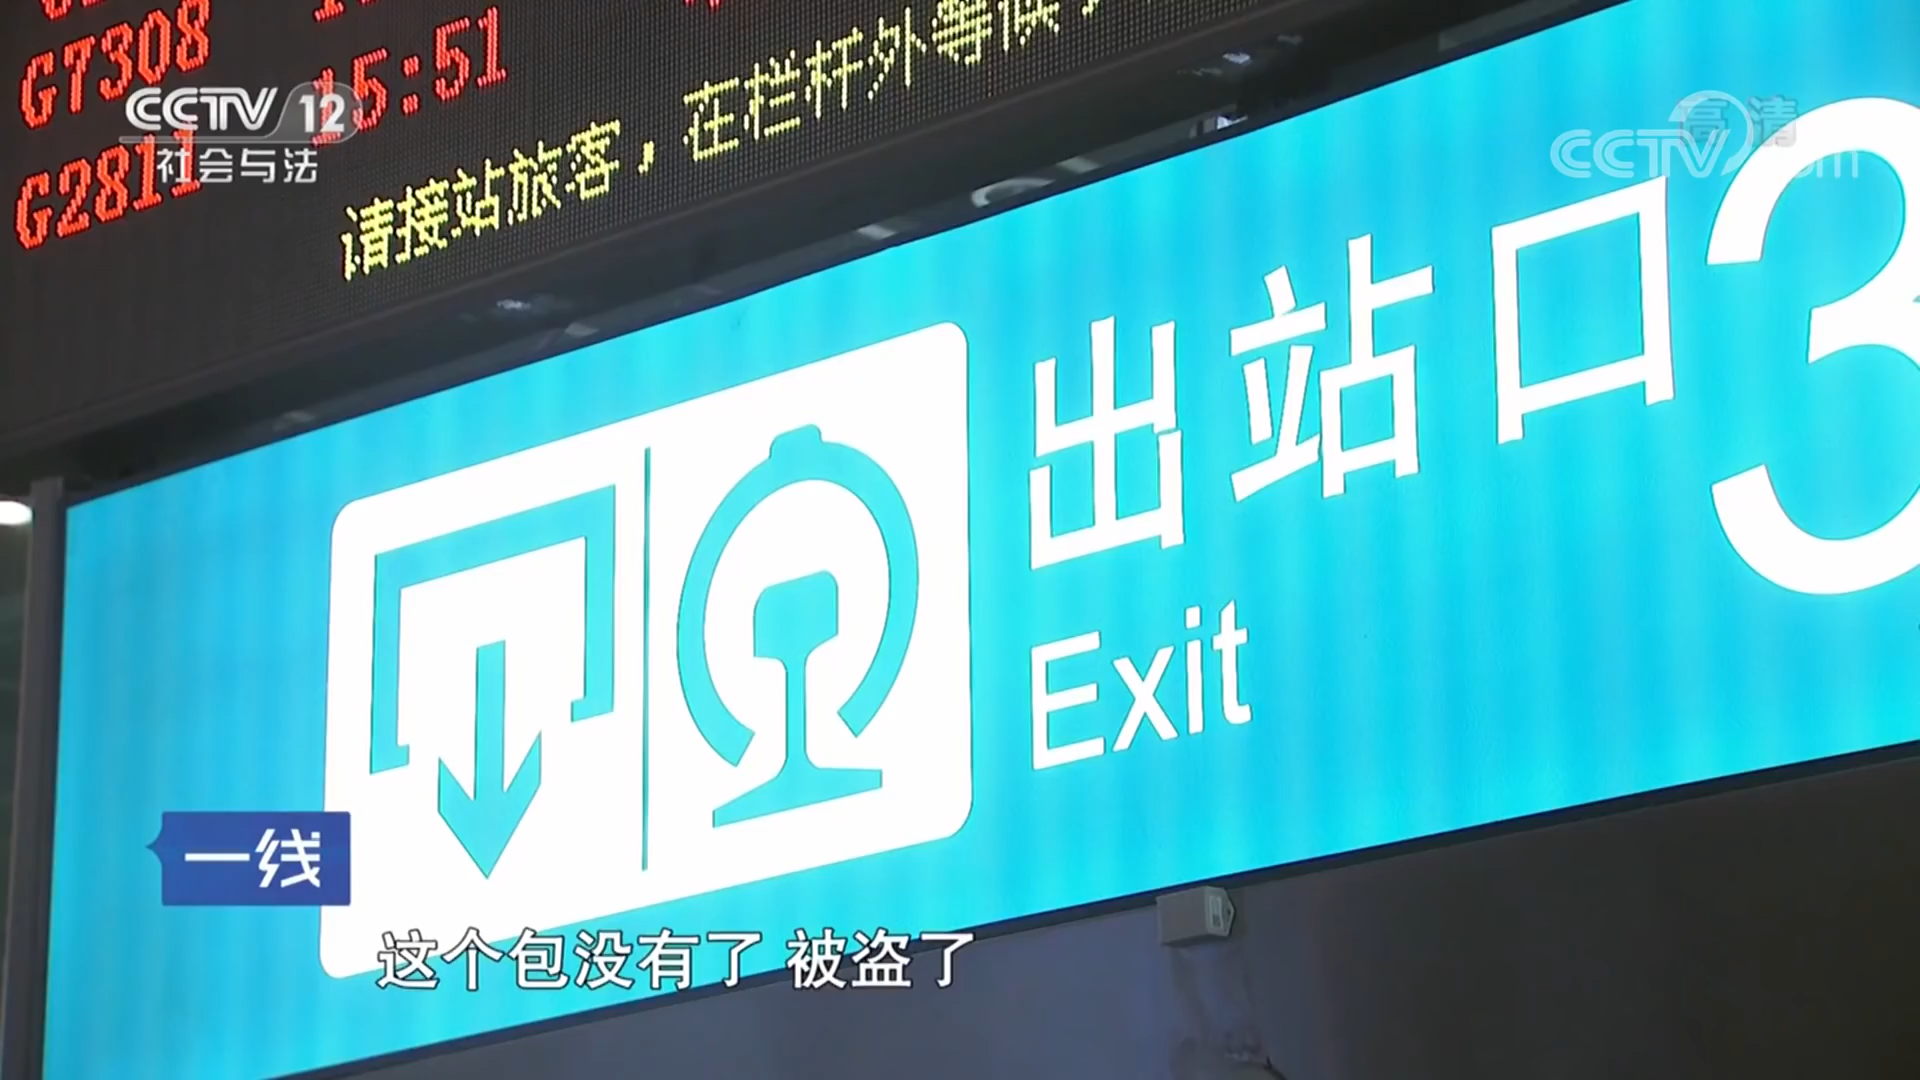 G7308
15:51
G2811
请接站旅客，在栏杆外等候
CCTV 12
社会与法
高清
CCTV.com
出站口3
Exit
一线
这个包没有了 被盗了